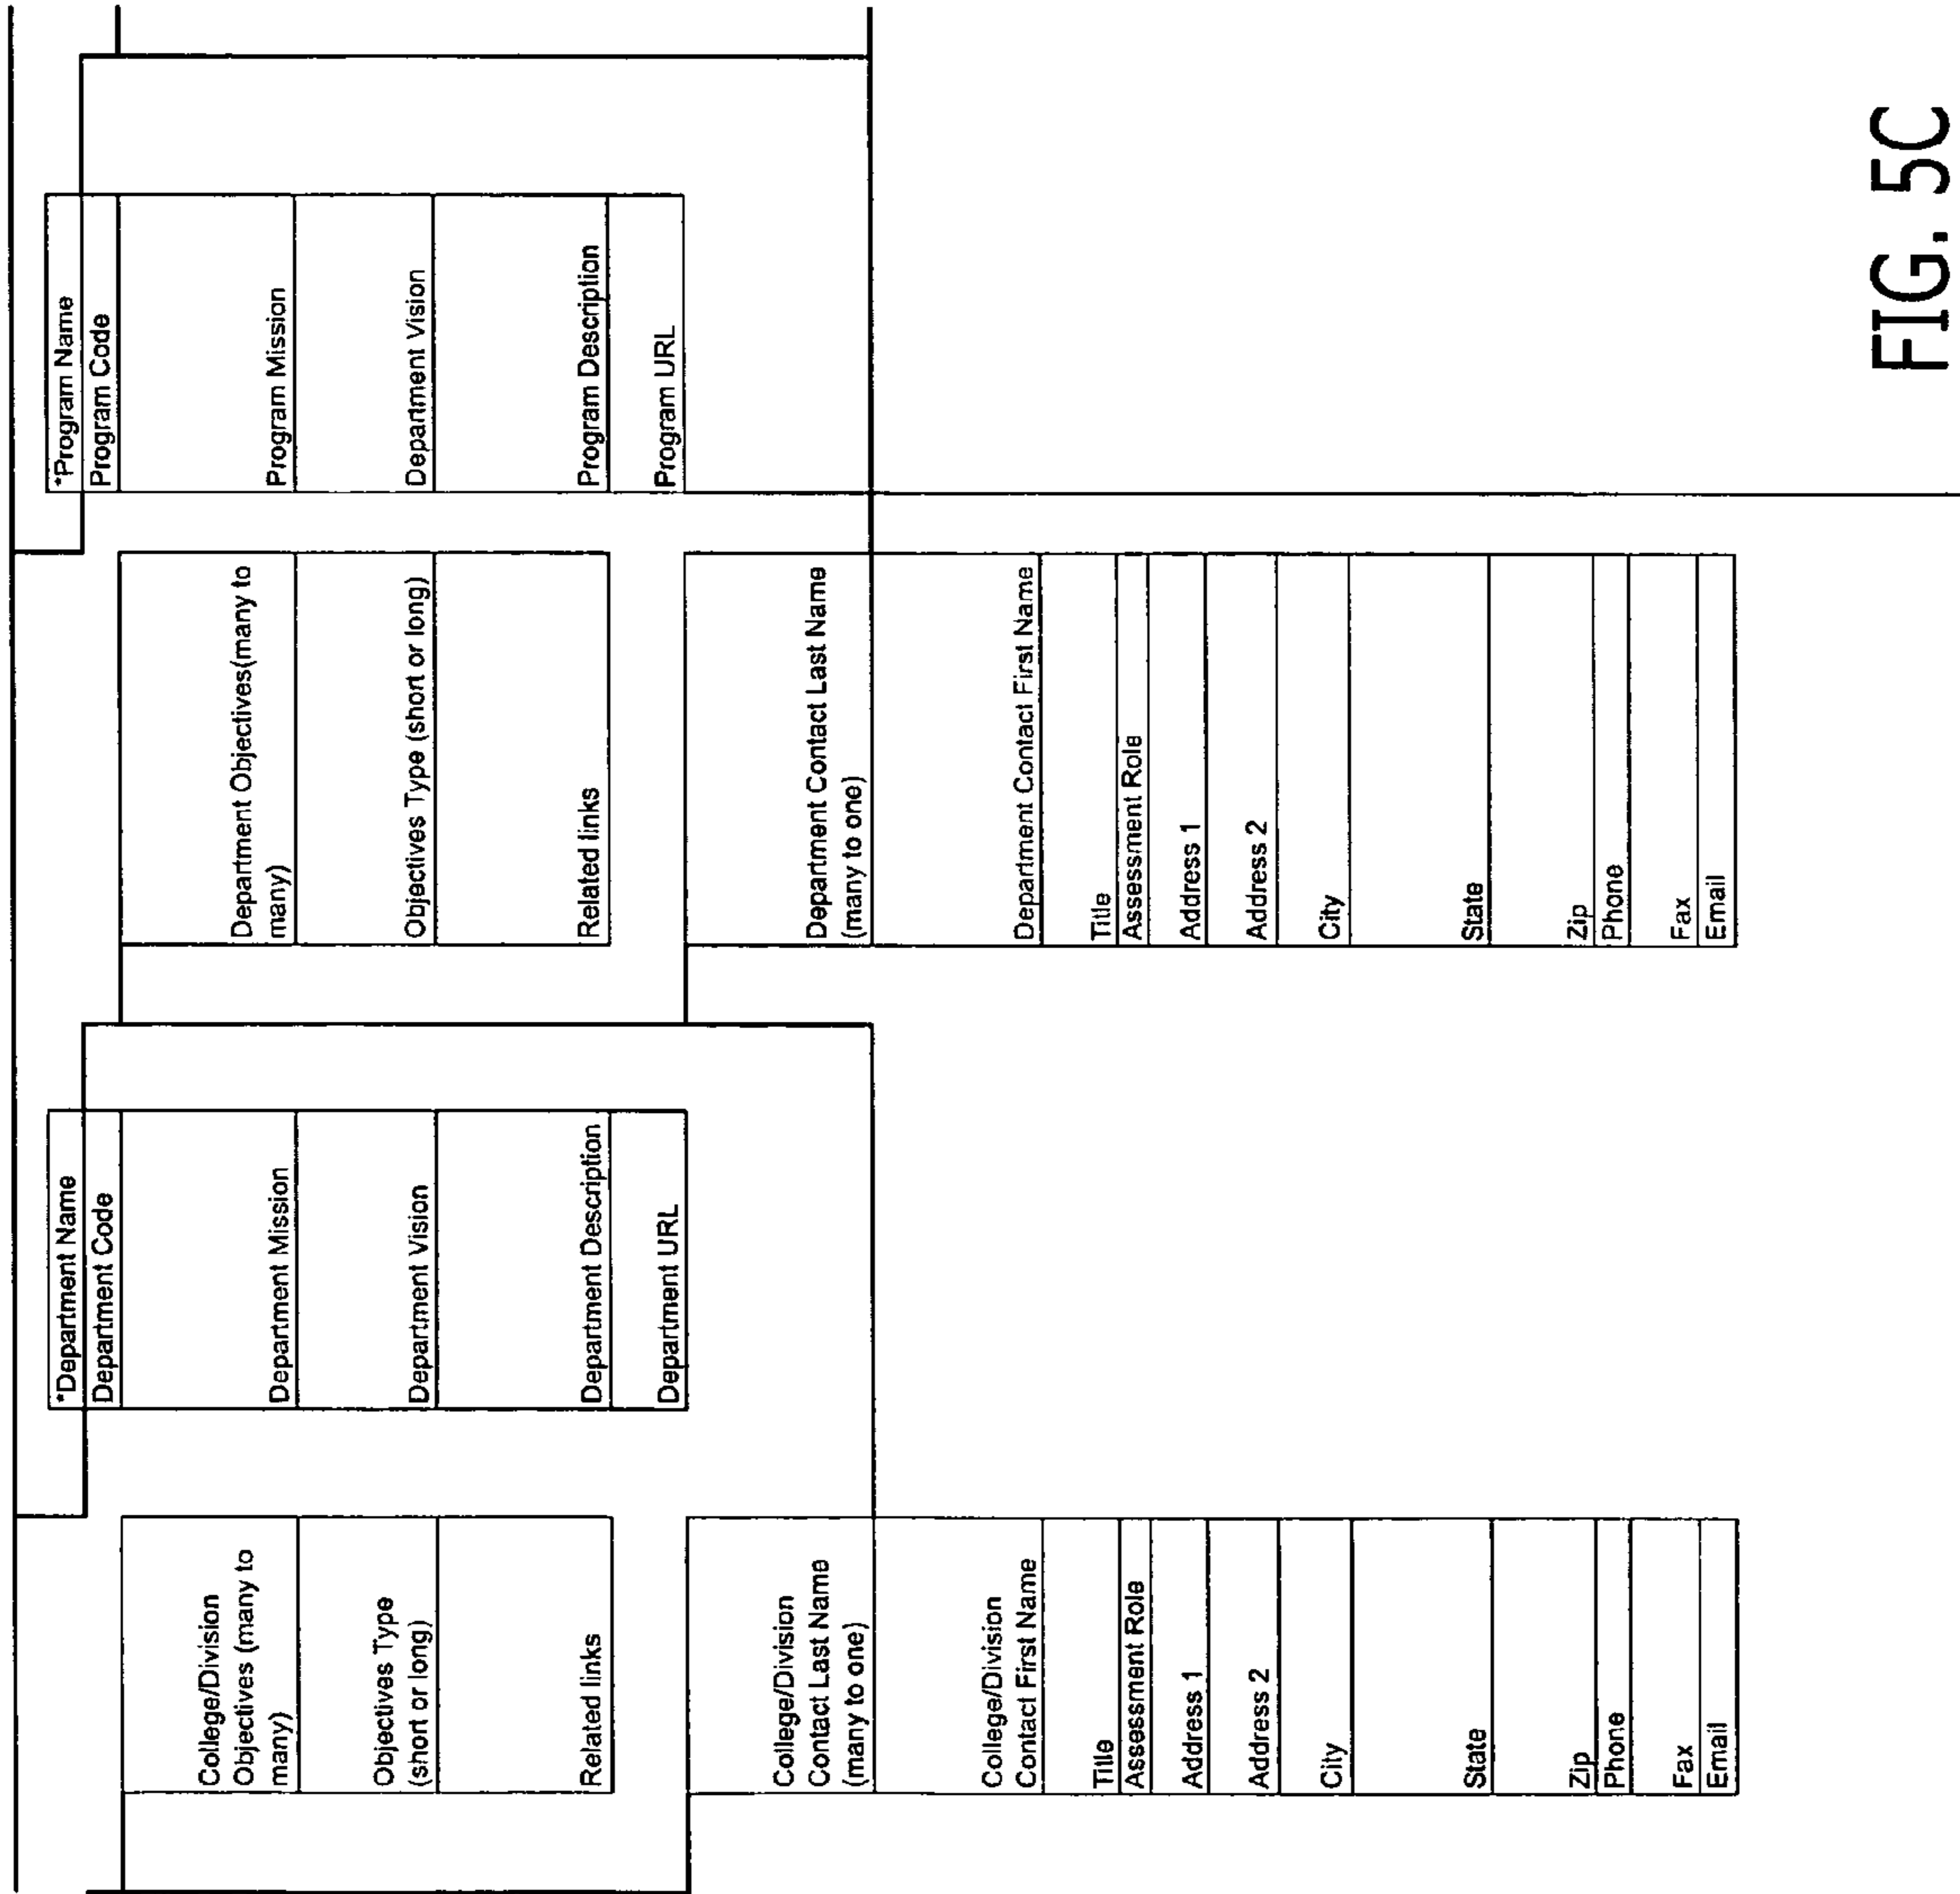 College/Division
Objectives (many to
many)
Objectives Type
(short or long)
Related links
College/Division
Contact Last Name
(many to one)
College/Division
Contact First Name
Title
Assessment Role
Address 1
Address 2
City
State
Zip
Phone
Fax
Email
*Department Name
Department Code
Department Mission
Department Vision
Department Description
Department URL
Department Objectives(many to
many)
Objectives Type (short or long)
Related links
Department Contact Last Name
(many to one)
Department Contact First Name
Title
Assessment Role
Address 1
Address 2
City
State
Zip
Phone
Fax
Email
*Program Name
Program Code
Program Mission
Department Vision
Program Description
Program URL
FIG. 5C